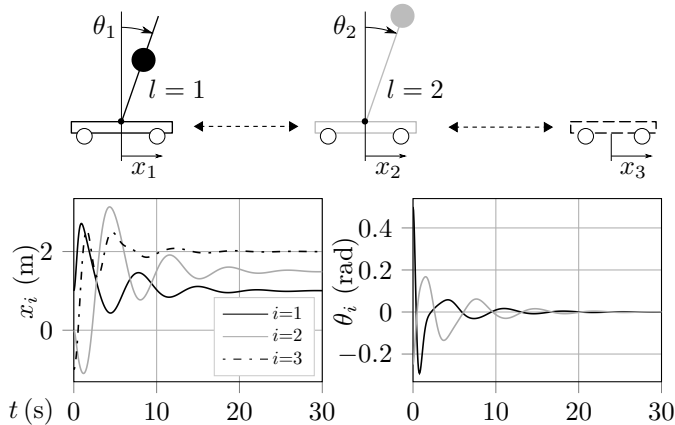 θ₁ θ₂
l = 1 l = 2
x₁ x₂ x₃
xᵢ (m)
2
0
i=1
i=2
i=3
t (s) 0 10 20 30
θᵢ (rad)
0.4
0.2
0
−0.2
0 10 20 30